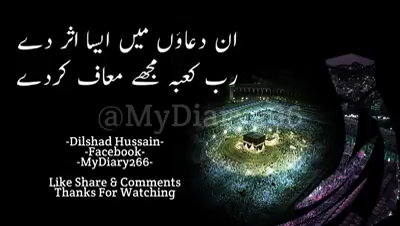 ان دعاؤں میں ایسا اثر دے
رب کعبہ مجھے معاف کردے
@MyDiary266
-Dilshad Hussain-
-Facebook-
-MyDiary266-
Like Share & Comments
Thanks For Watching